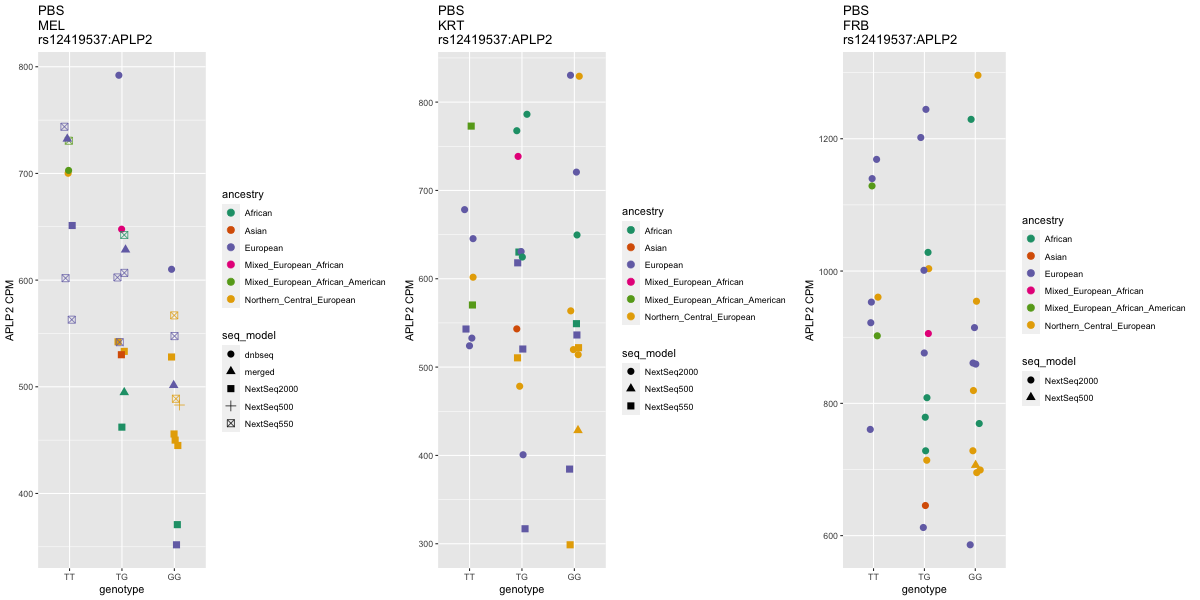 PBS
MEL
rs12419537:APLP2
800
700
600
500
400
APLP2 CPM
TT
TG
GG
genotype
ancestry
African
Asian
European
Mixed_European_African
Mixed_European_African_American
Northern_Central_European
seq_model
dnbseq
merged
NextSeq2000
NextSeq500
NextSeq550
PBS
KRT
rs12419537:APLP2
800
700
600
500
400
300
APLP2 CPM
TT
TG
GG
genotype
ancestry
African
Asian
European
Mixed_European_African
Mixed_European_African_American
Northern_Central_European
seq_model
NextSeq2000
NextSeq500
NextSeq550
PBS
FRB
rs12419537:APLP2
1200
1000
800
600
APLP2 CPM
TT
TG
GG
genotype
ancestry
African
Asian
European
Mixed_European_African
Mixed_European_African_American
Northern_Central_European
seq_model
NextSeq2000
NextSeq500